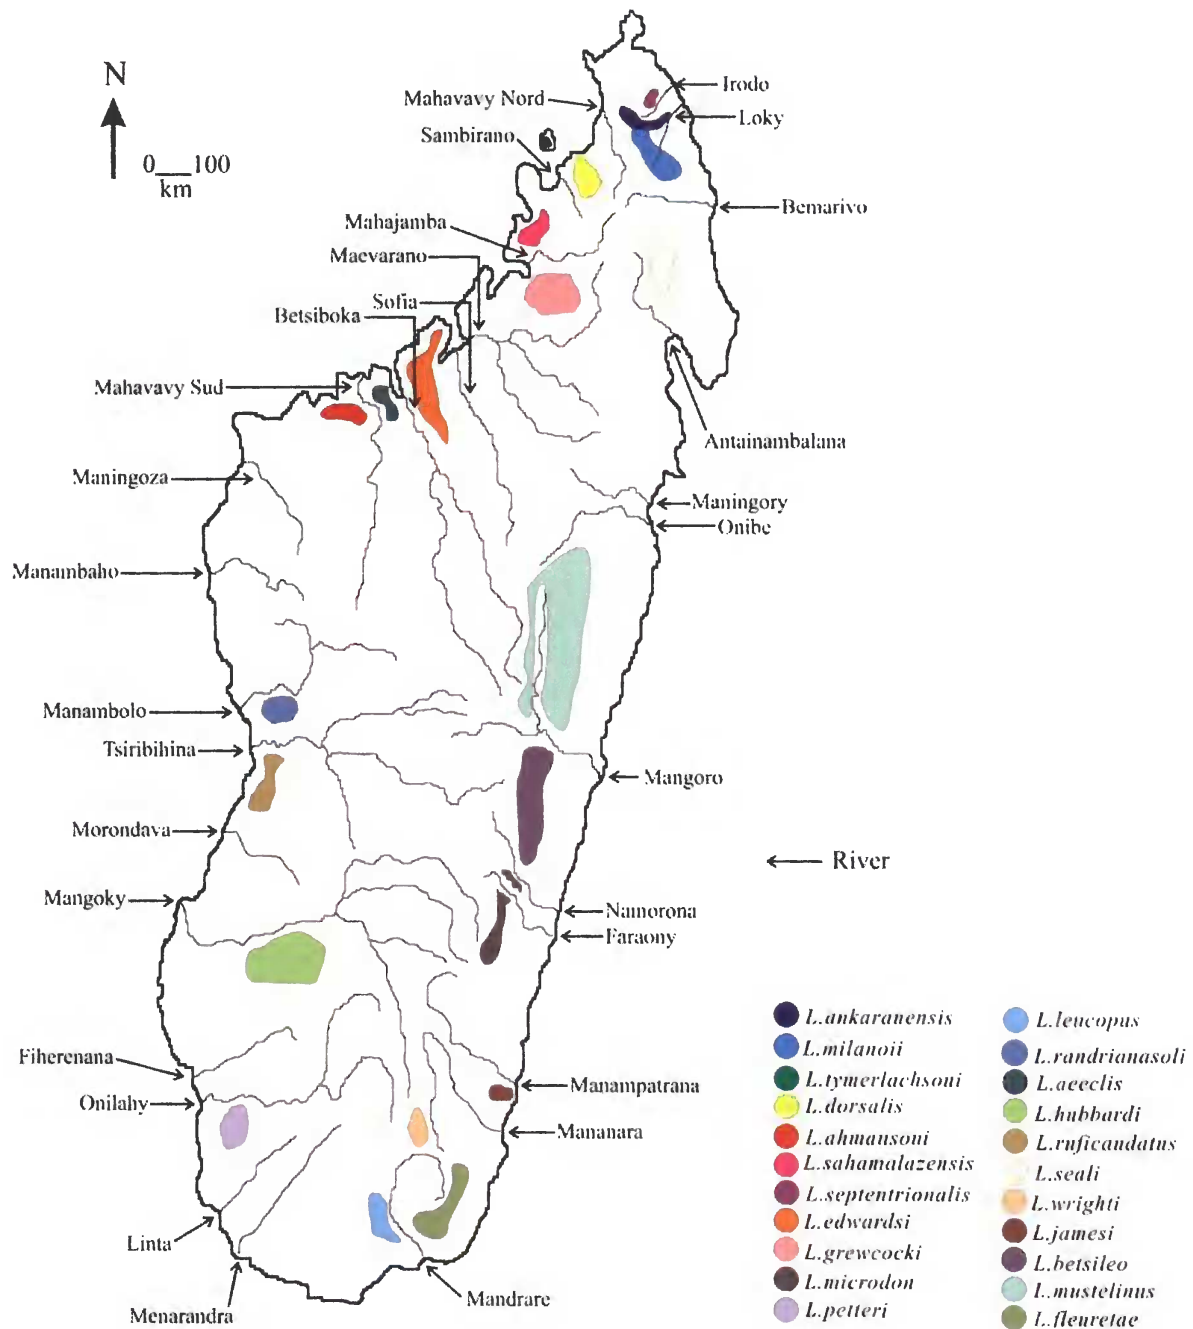 N
0 100
km
Mahavavy Nord
Sambirano
Irodo
Loky
Bemarivo
Mahajamba
Maevarano
Sofia
Betsiboka
Mahavavy Sud
Antainambalana
Maningoza
Maningory
Onibe
Manambaho
Manambolo
Tsiribihina
Mangoro
Morondava
River
Mangoky
Namorona
Faraony
Fiherenana
Onilahy
Manampatrana
Mananara
Linta
Menarandra
Mandrare
L.ankaranensis
L.milanoii
L.tymerlachsoni
L.dorsalis
L.ahmansoni
L.sahamalazensis
L.septentrionalis
L.edwardsi
L.grewcocki
L.microdon
L.petteri
L.leucopus
L.randrianasoli
L.aeeclis
L.hubbardi
L.ruficaudatus
L.seali
L.wrighti
L.jamesi
L.betsileo
L.mustelinus
L.fleuretae